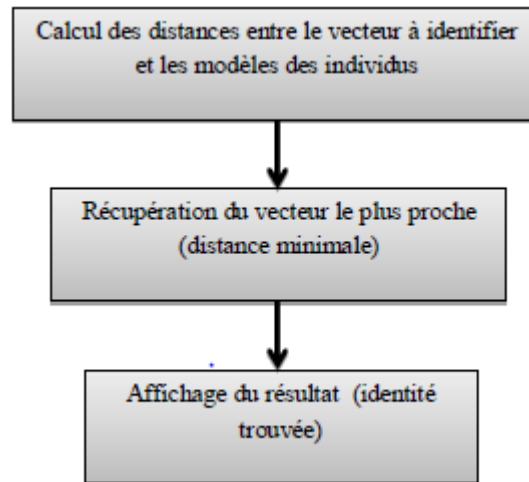 Calcul des distances entre le vecteur à identifier
et les modèles des individus
Récupération du vecteur le plus proche
(distance minimale)
Affichage du résultat (identité
trouvée)